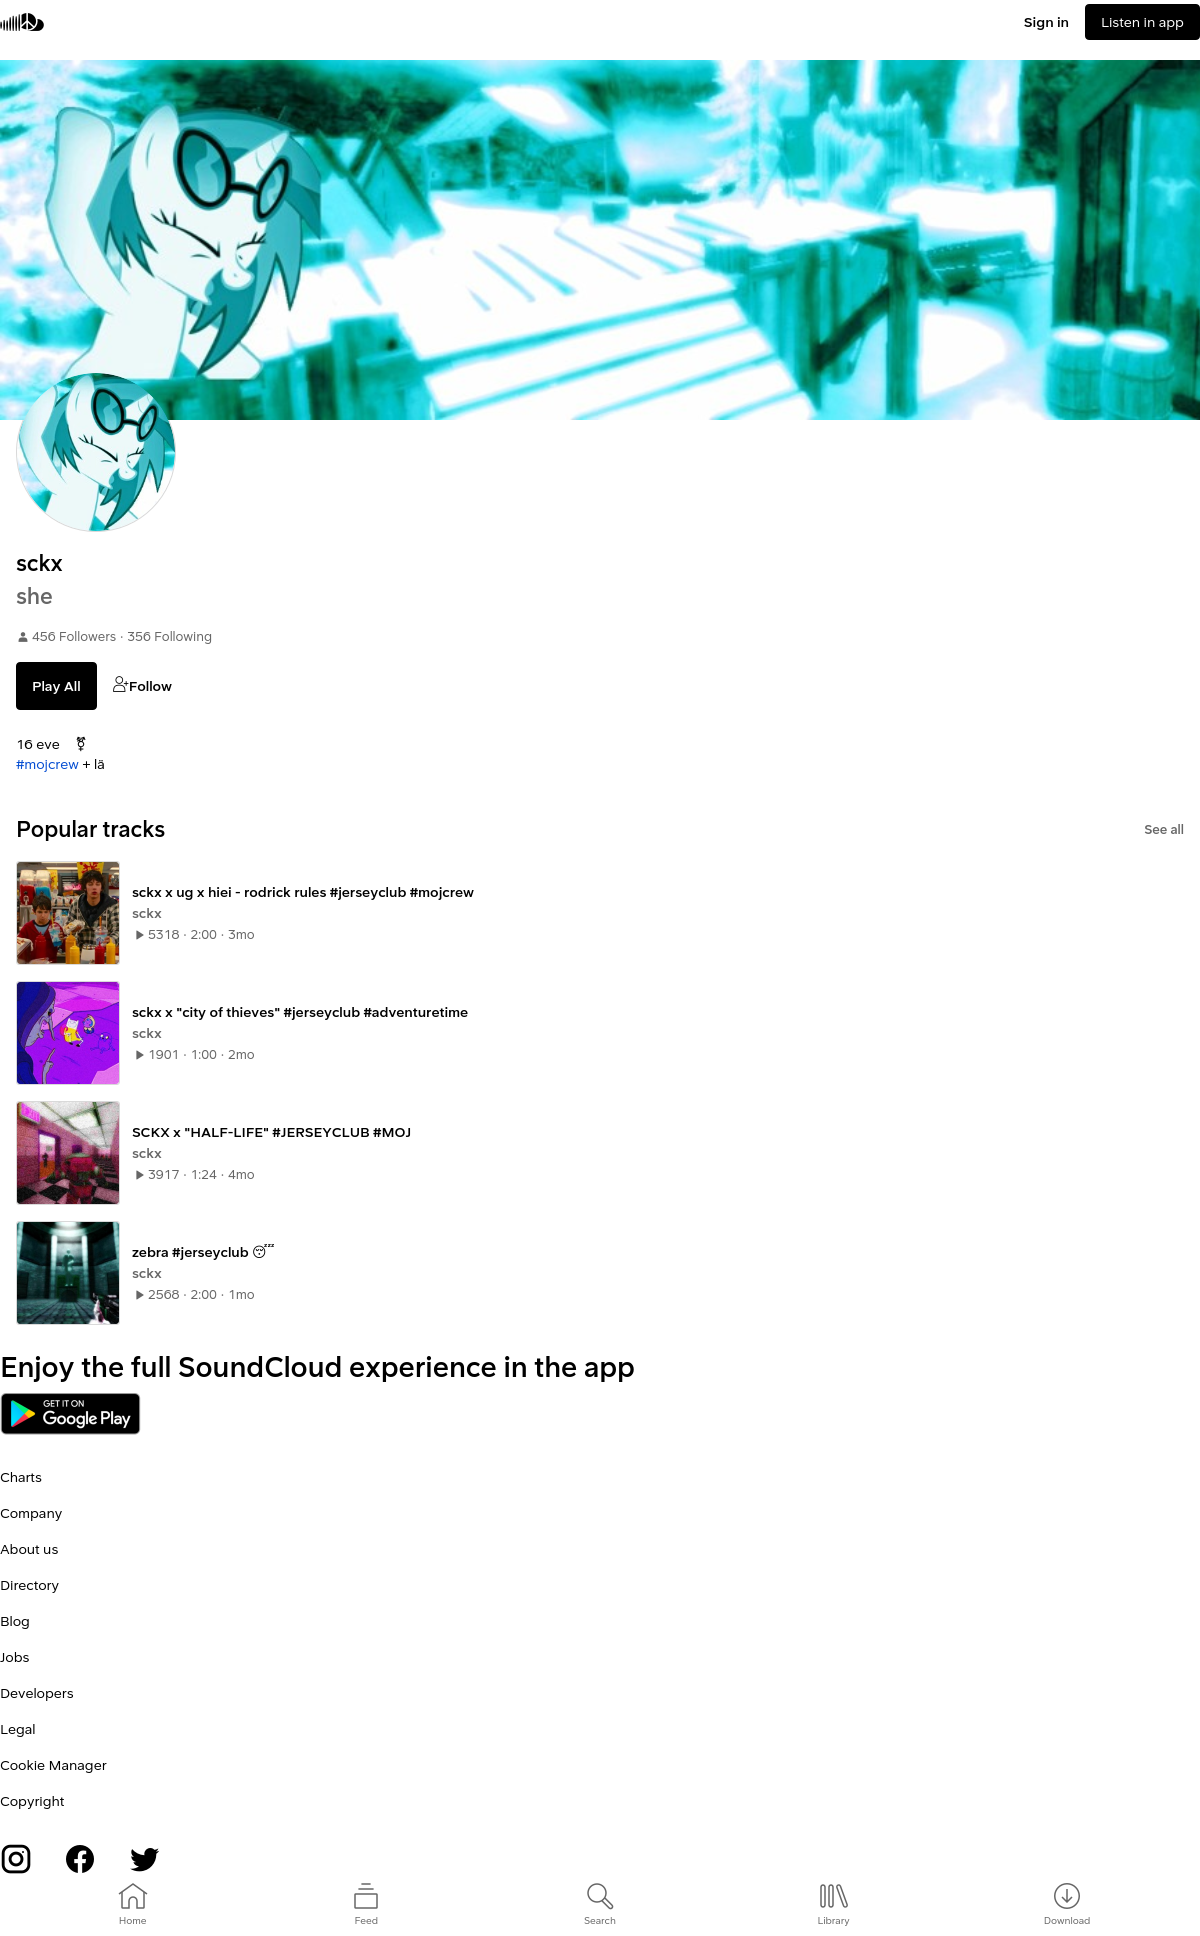 Sign in
Listen in app
sckx
she
456 Followers · 356 Following
Play All
Follow
16 eve ⚧
#mojcrew + lã
Popular tracks
See all
sckx x ug x hiei - rodrick rules #jerseyclub #mojcrew
sckx
5318 · 2:00 · 3mo
sckx x "city of thieves" #jerseyclub #adventuretime
sckx
1901 · 1:00 · 2mo
SCKX x "HALF-LIFE" #JERSEYCLUB #MOJ
sckx
3917 · 1:24 · 4mo
zebra #jerseyclub 😴
sckx
2568 · 2:00 · 1mo
Enjoy the full SoundCloud experience in the app
GET IT ON
Google Play
Charts
Company
About us
Directory
Blog
Jobs
Developers
Legal
Cookie Manager
Copyright
Home
Feed
Search
Library
Download